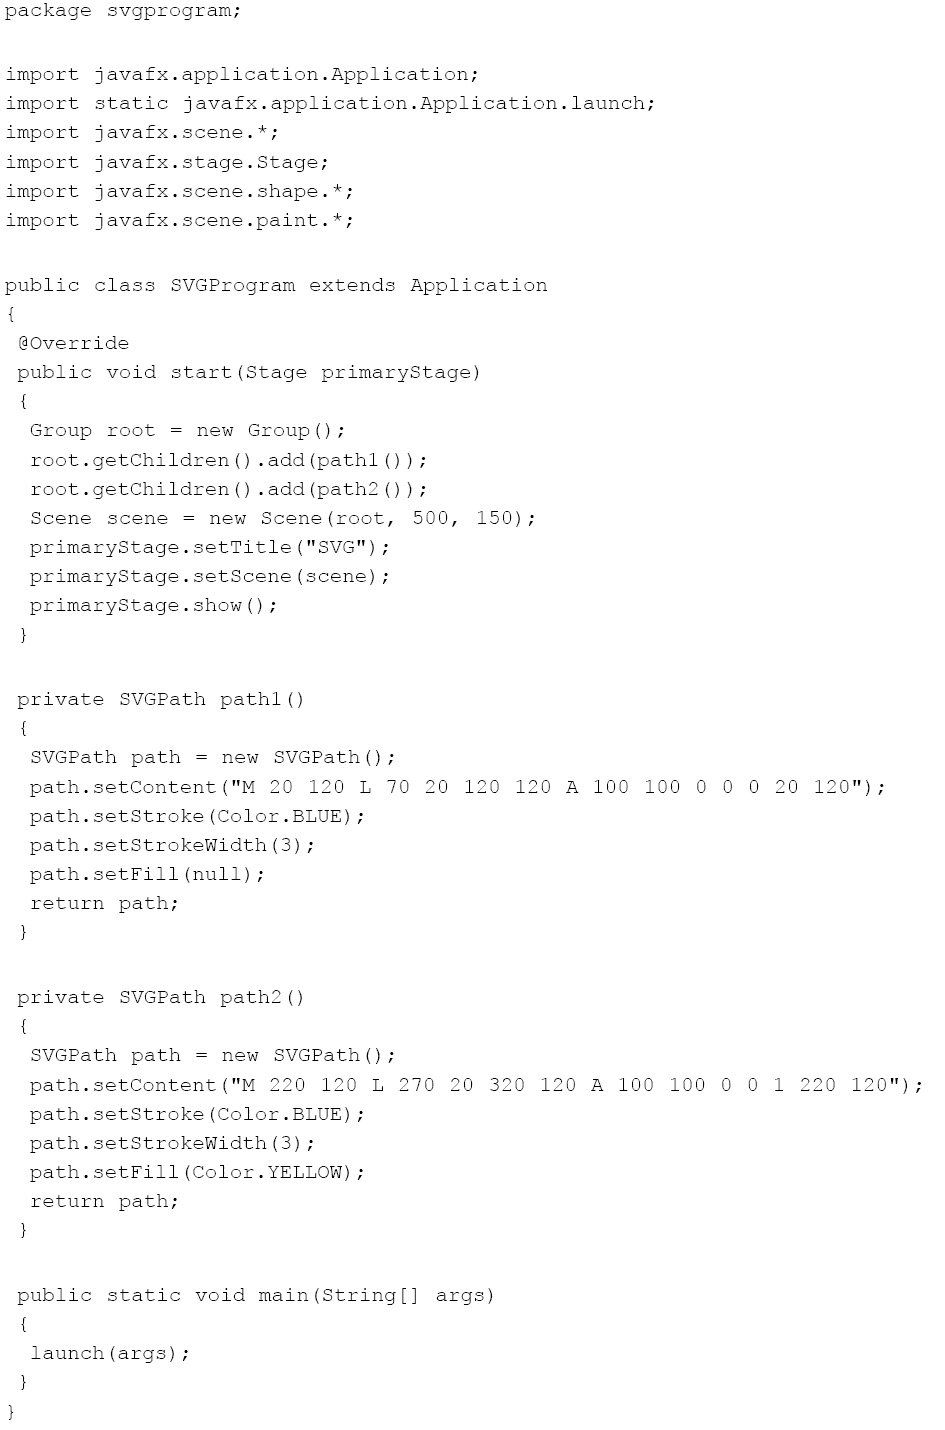 package svgprogram;

import javafx.application.Application;
import static javafx.application.Application.launch;
import javafx.scene.*;
import javafx.stage.Stage;
import javafx.scene.shape.*;
import javafx.scene.paint.*;

public class SVGProgram extends Application
{
 @Override
 public void start(Stage primaryStage)
 {
  Group root = new Group();
  root.getChildren().add(path1());
  root.getChildren().add(path2());
  Scene scene = new Scene(root, 500, 150);
  primaryStage.setTitle("SVG");
  primaryStage.setScene(scene);
  primaryStage.show();
 }

 private SVGPath path1()
 {
  SVGPath path = new SVGPath();
  path.setContent("M 20 120 L 70 20 120 120 A 100 100 0 0 0 20 120");
  path.setStroke(Color.BLUE);
  path.setStrokeWidth(3);
  path.setFill(null);
  return path;
 }

 private SVGPath path2()
 {
  SVGPath path = new SVGPath();
  path.setContent("M 220 120 L 270 20 320 120 A 100 100 0 0 1 220 120");
  path.setStroke(Color.BLUE);
  path.setStrokeWidth(3);
  path.setFill(Color.YELLOW);
  return path;
 }

 public static void main(String[] args)
 {
  launch(args);
 }
}